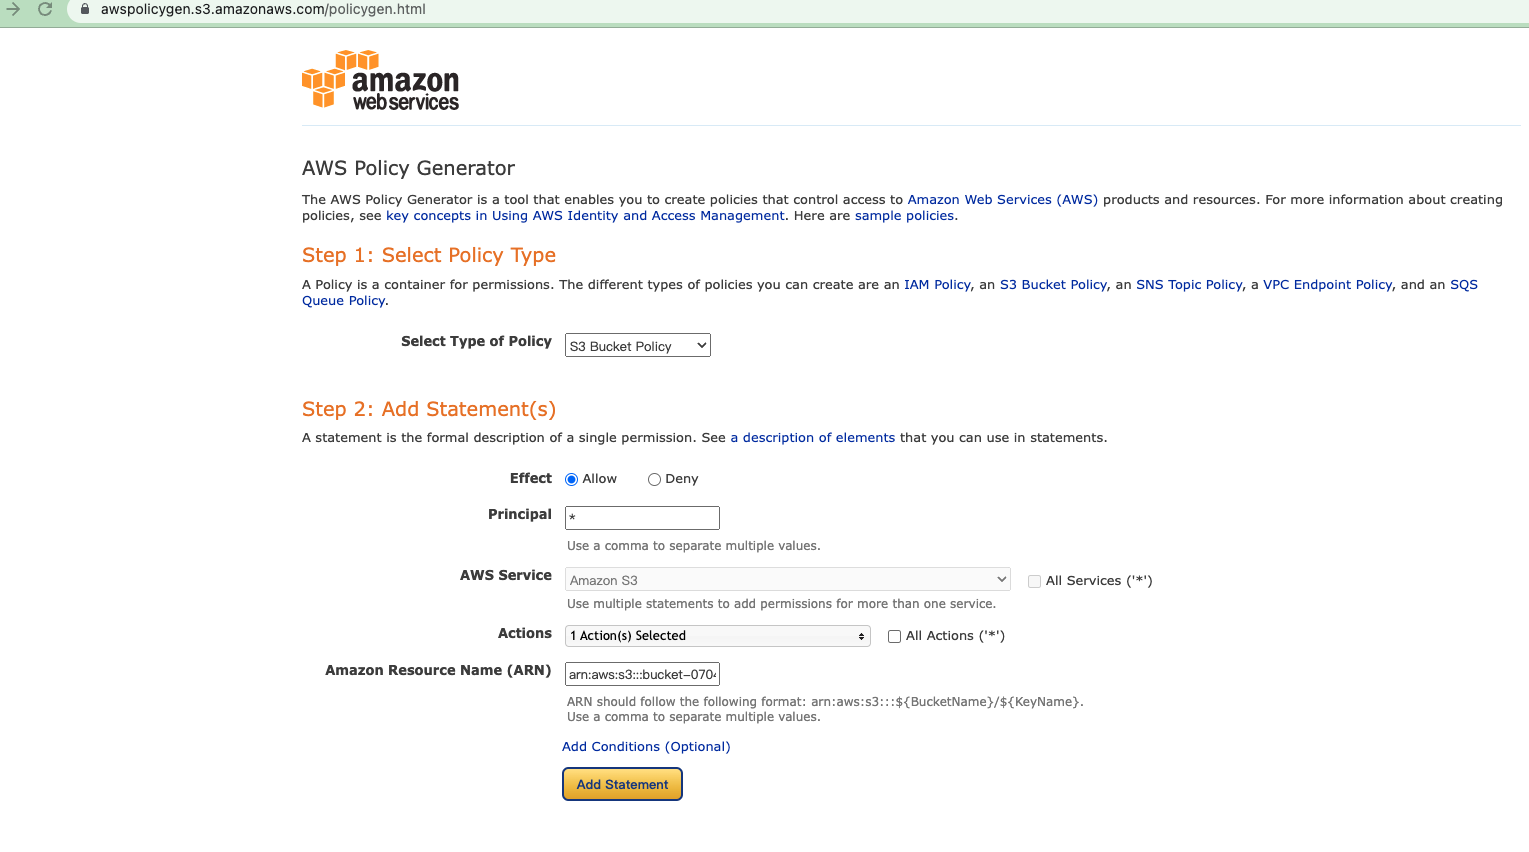 awspolicygen.s3.amazonaws.com/policygen.html
amazon
webservices
AWS Policy Generator
The AWS Policy Generator is a tool that enables you to create policies that control access to Amazon Web Services (AWS) products and resources. For more information about creating
policies, see key concepts in Using AWS Identity and Access Management. Here are sample policies.
Step 1: Select Policy Type
A Policy is a container for permissions. The different types of policies you can create are an IAM Policy, an S3 Bucket Policy, an SNS Topic Policy, a VPC Endpoint Policy, and an SQS
Queue Policy.
Select Type of Policy S3 Bucket Policy
Step 2: Add Statement(s)
A statement is the formal description of a single permission. See a description of elements that you can use in statements.
Effect Allow Deny
Principal *
Use a comma to separate multiple values.
AWS Service Amazon S3 All Services ('*')
Use multiple statements to add permissions for more than one service.
Actions 1 Action(s) Selected All Actions ('*')
Amazon Resource Name (ARN) arn:aws:s3:::bucket-070
ARN should follow the following format: arn:aws:s3:::${BucketName}/${KeyName}.
Use a comma to separate multiple values.
Add Conditions (Optional)
Add Statement